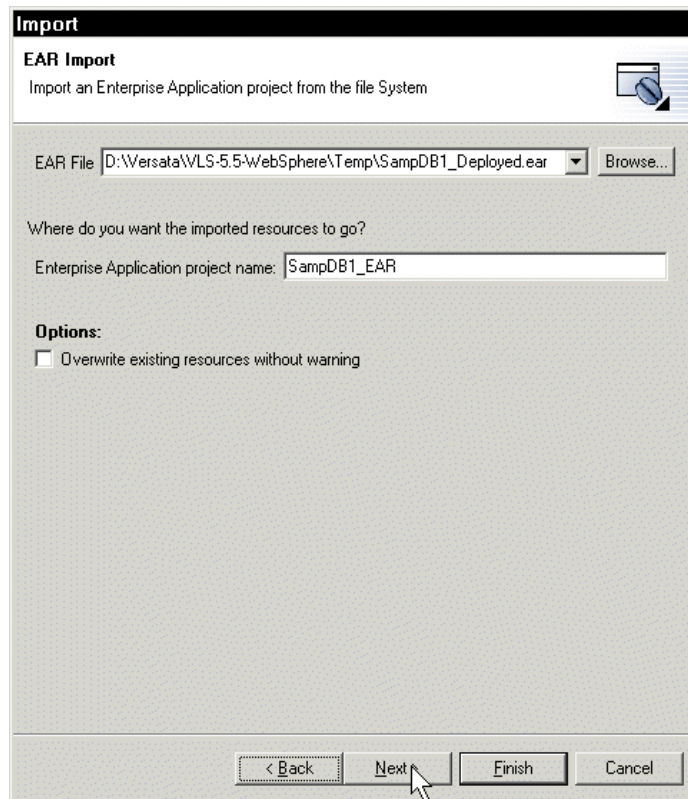 Import
EAR Import
Import an Enterprise Application project from the file System
EAR File D:\Versata\VLS-5.5-WebSphere\Temp\SampDB1_Deployed.ear Browse...
Where do you want the imported resources to go?
Enterprise Application project name: SampDB1_EAR
Options:
Overwrite existing resources without warning
< Back Next > Finish Cancel